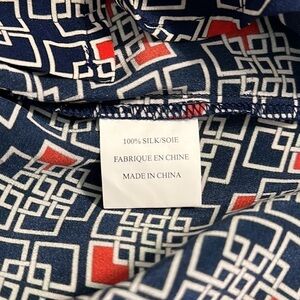 100% SILK/SOIE
FABRIQUE EN CHINE
MADE IN CHINA